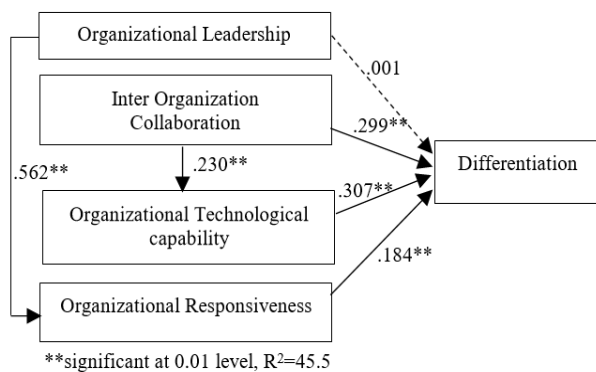 Organizational Leadership
.001
Inter Organization
Collaboration
.299**
.230**
.562**
Differentiation
.307**
Organizational Technological
capability
.184**
Organizational Responsiveness
**significant at 0.01 level, R²=45.5